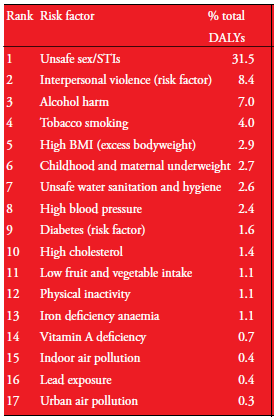 Rank Risk factor % total
DALYs
1 Unsafe sex/STIs 31.5
2 Interpersonal violence (risk factor) 8.4
3 Alcohol harm 7.0
4 Tobacco smoking 4.0
5 High BMI (excess bodyweight) 2.9
6 Childhood and maternal underweight 2.7
7 Unsafe water sanitation and hygiene 2.6
8 High blood pressure 2.4
9 Diabetes (risk factor) 1.6
10 High cholesterol 1.4
11 Low fruit and vegetable intake 1.1
12 Physical inactivity 1.1
13 Iron deficiency anaemia 1.1
14 Vitamin A deficiency 0.7
15 Indoor air pollution 0.4
16 Lead exposure 0.4
17 Urban air pollution 0.3